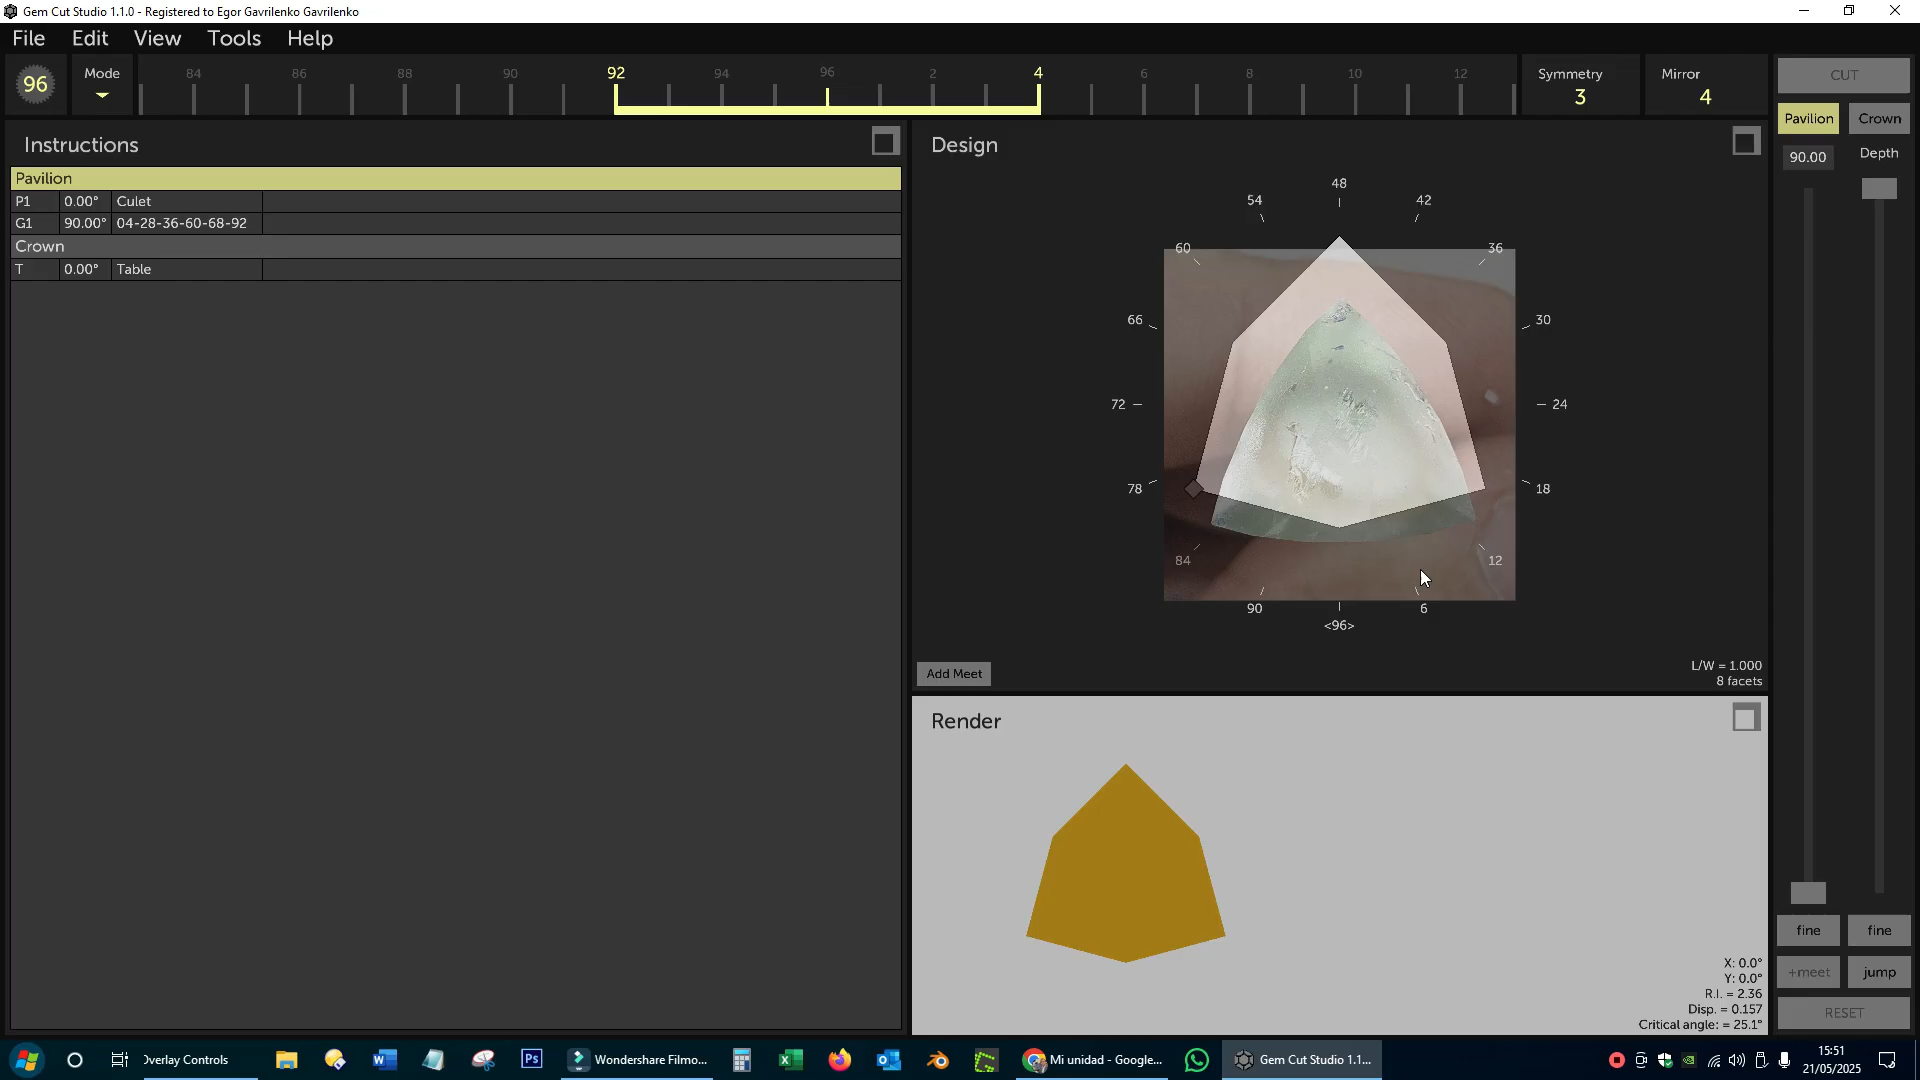 Gem Cut Studio 1.1.0 - Registered to Egor Gavrilenko Gavrilenko
File Edit View Tools Help
96
Mode
84 86 88 90 92 94 96 2 4 6 8 10 12
Symmetry
3
Mirror
4
CUT
Pavilion Crown
90.00 Depth
Instructions
Pavilion
P1 0.00° Culet
G1 90.00° 04-28-36-60-68-92
Crown
T 0.00° Table
Design
48
54 42
60 36
66 30
72 24
78 18
84 12
90 6
<96>
Add Meet
L/W = 1.000
8 facets
Render
X: 0.0°
Y: 0.0°
R.I. = 2.36
Disp. = 0.157
Critical angle: = 25.1°
fine fine
+meet jump
RESET
Overlay Controls
Wondershare Filmo...
Mi unidad - Google...
Gem Cut Studio 1.1...
15:51
21/05/2025